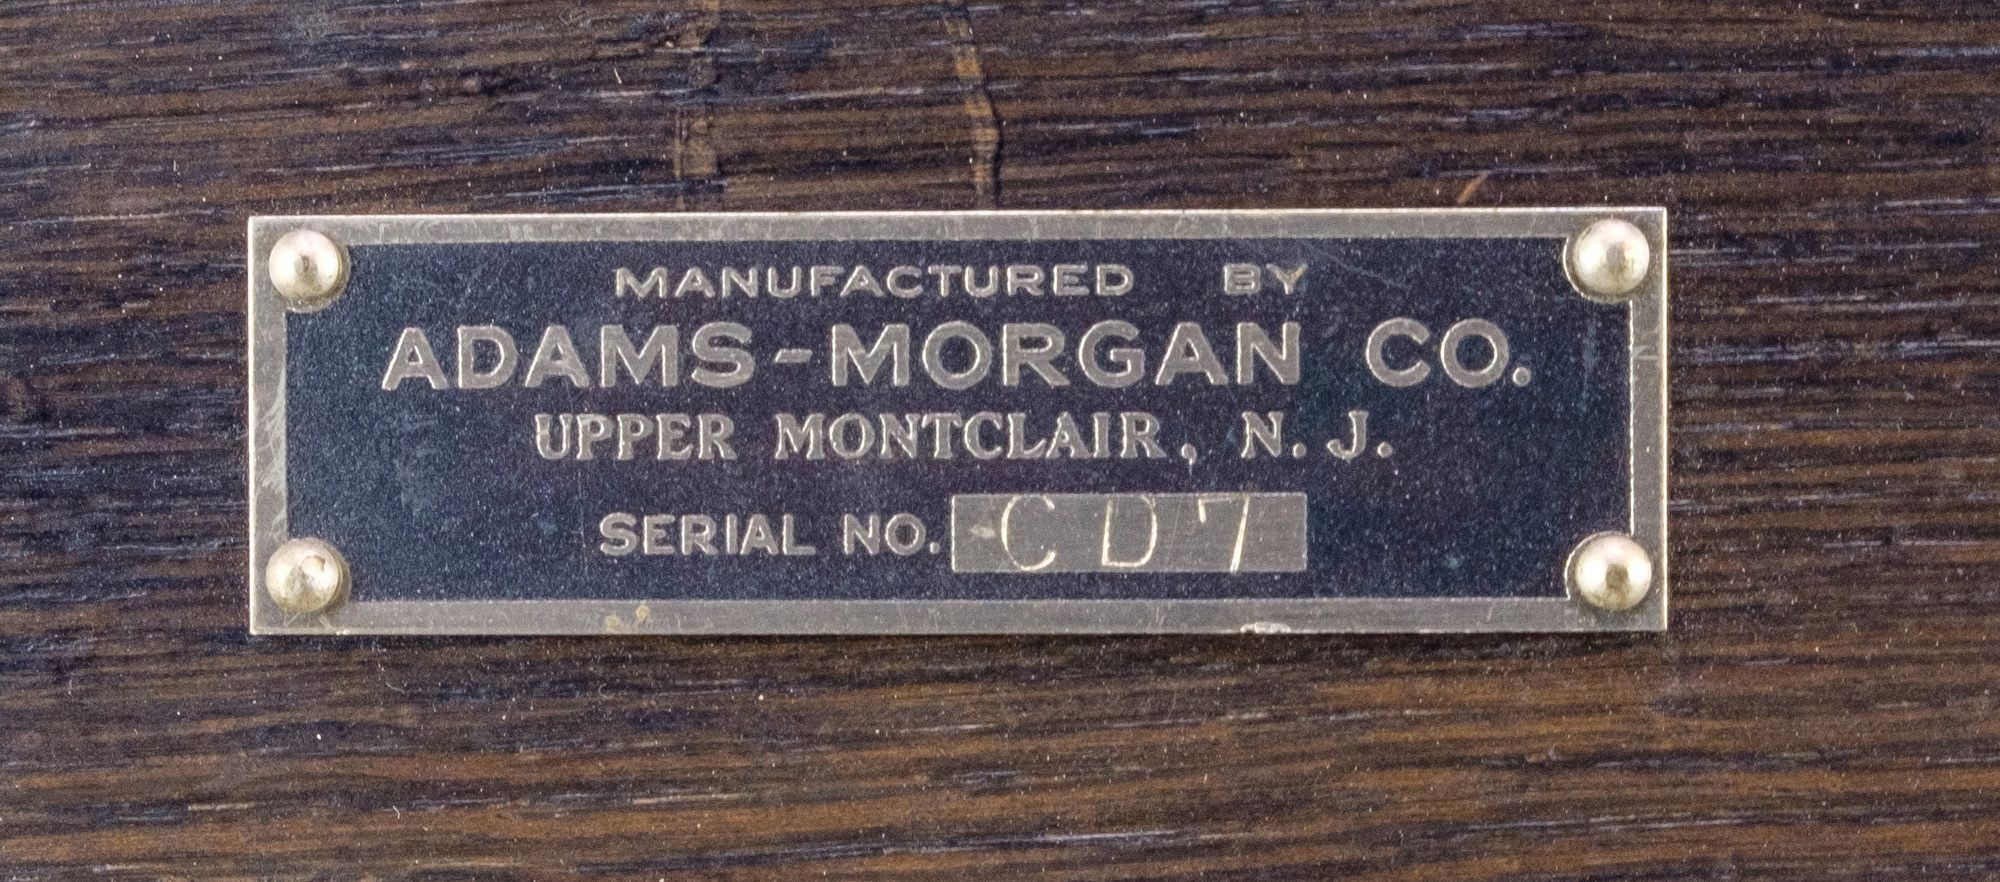 MANUFACTURED BY
ADAMS-MORGAN CO.
UPPER MONTCLAIR, N. J.
SERIAL NO. CD7